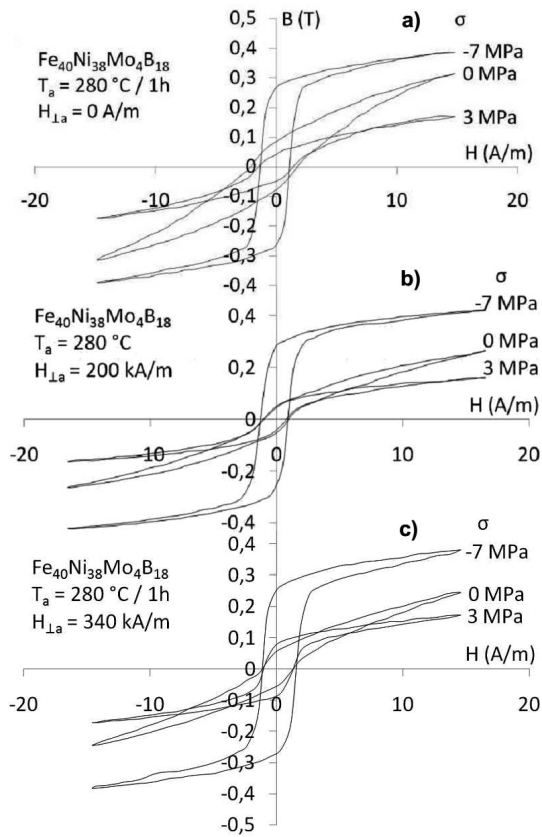 B (T)
a)
σ
0,5
0,4
0,3
0,2
0,1
0
-0,1
-0,2
-0,3
-0,4
Fe₄₀Ni₃₈Mo₄B₁₈
Tₐ = 280 °C / 1h
H⊥ₐ = 0 A/m
-7 MPa
0 MPa
3 MPa
H (A/m)
-20
-10
0
10
20
b)
σ
0,4
0,2
0
-0,2
-0,4
Fe₄₀Ni₃₈Mo₄B₁₈
Tₐ = 280 °C
H⊥ₐ = 200 kA/m
-7 MPa
0 MPa
3 MPa
H (A/m)
-20
-10
0
10
20
c)
σ
0,4
0,3
0,2
0,1
0
-0,1
-0,2
-0,3
-0,4
-0,5
Fe₄₀Ni₃₈Mo₄B₁₈
Tₐ = 280 °C / 1h
H⊥ₐ = 340 kA/m
-7 MPa
0 MPa
3 MPa
H (A/m)
-20
-10
0
10
20